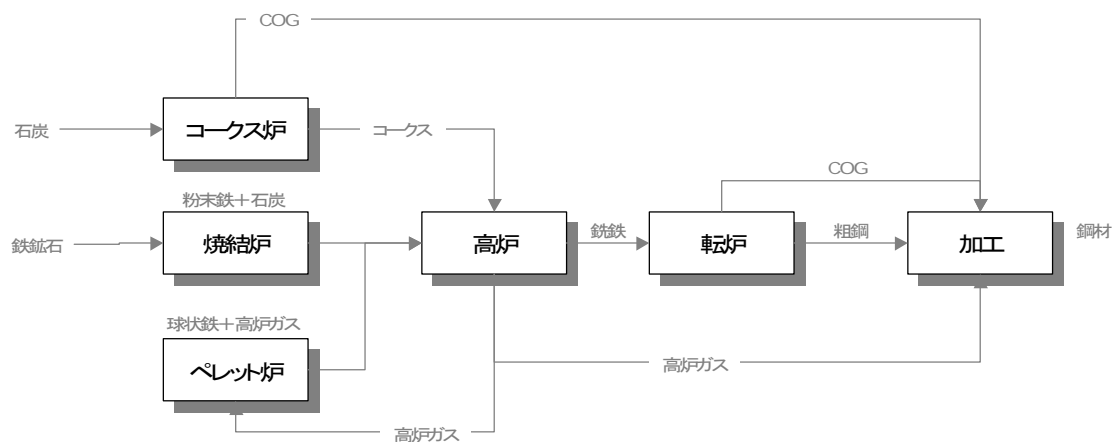 COG
石炭
コークス炉
コークス
COG
粉末鉄＋石炭
鉄鉱石
焼結炉
高炉
銑鉄
転炉
粗鋼
加工
鋼材
球状鉄＋高炉ガス
ペレット炉
高炉ガス
高炉ガス